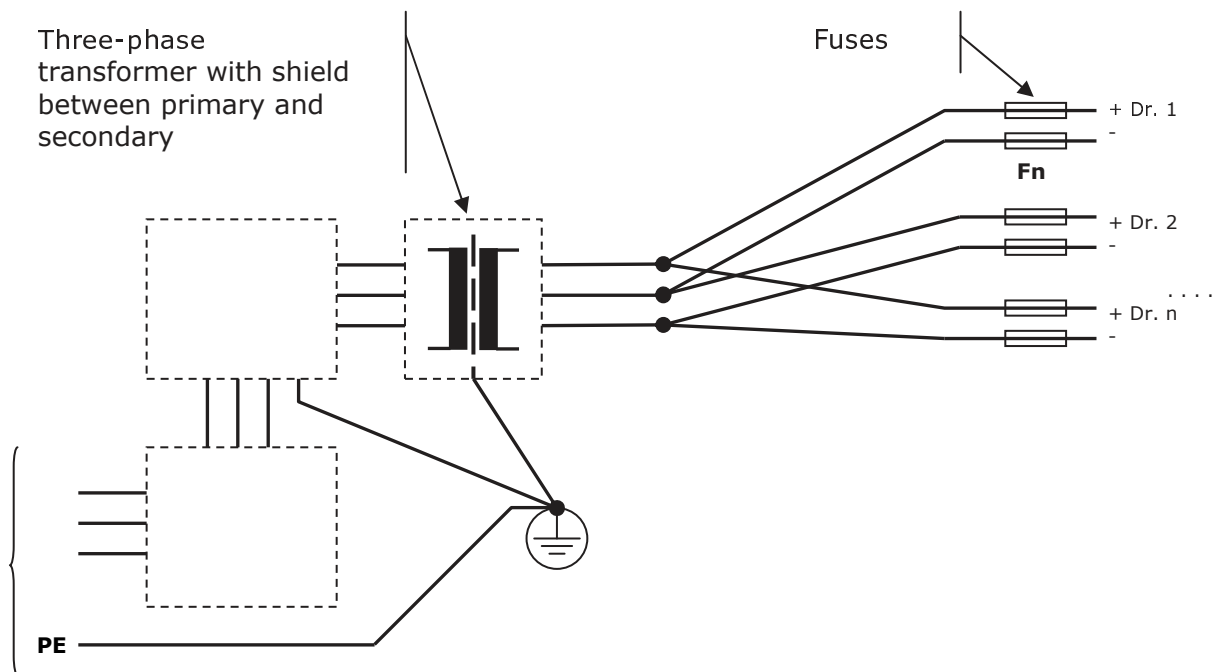 Three-phase
transformer with shield
between primary and
secondary
Fuses
+ Dr. 1
-
Fn
+ Dr. 2
-
. . . .
+ Dr. n
-
PE